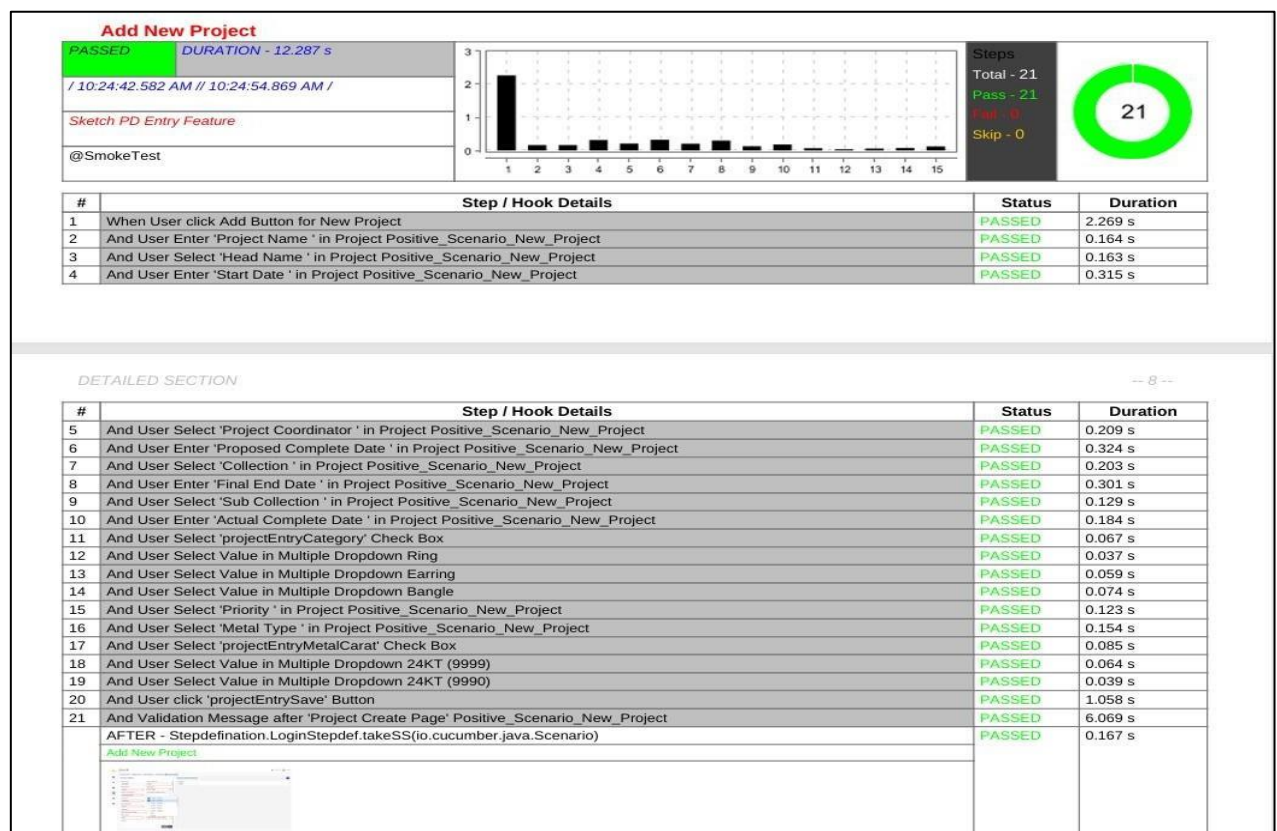 Add New Project
PASSED DURATION - 12.287 s
/ 10:24:42.582 AM // 10:24:54.869 AM /
Sketch PD Entry Feature
@SmokeTest
3
2
1
0
1 2 3 4 5 6 7 8 9 10 11 12 13 14 15
Steps
Total - 21
Pass - 21
Fail - 0
Skip - 0
21
# Step / Hook Details Status Duration
1 When User click Add Button for New Project PASSED 2.269 s
2 And User Enter 'Project Name ' in Project Positive_Scenario_New_Project PASSED 0.164 s
3 And User Select 'Head Name ' in Project Positive_Scenario_New_Project PASSED 0.163 s
4 And User Enter 'Start Date ' in Project Positive_Scenario_New_Project PASSED 0.315 s
DETAILED SECTION -- 8 --
# Step / Hook Details Status Duration
5 And User Select 'Project Coordinator ' in Project Positive_Scenario_New_Project PASSED 0.209 s
6 And User Enter 'Proposed Complete Date ' in Project Positive_Scenario_New_Project PASSED 0.324 s
7 And User Select 'Collection ' in Project Positive_Scenario_New_Project PASSED 0.203 s
8 And User Enter 'Final End Date ' in Project Positive_Scenario_New_Project PASSED 0.301 s
9 And User Select 'Sub Collection ' in Project Positive_Scenario_New_Project PASSED 0.129 s
10 And User Enter 'Actual Complete Date ' in Project Positive_Scenario_New_Project PASSED 0.184 s
11 And User Select 'projectEntryCategory' Check Box PASSED 0.067 s
12 And User Select Value in Multiple Dropdown Ring PASSED 0.037 s
13 And User Select Value in Multiple Dropdown Earring PASSED 0.059 s
14 And User Select Value in Multiple Dropdown Bangle PASSED 0.074 s
15 And User Select 'Priority ' in Project Positive_Scenario_New_Project PASSED 0.123 s
16 And User Select 'Metal Type ' in Project Positive_Scenario_New_Project PASSED 0.154 s
17 And User Select 'projectEntryMetalCarat' Check Box PASSED 0.085 s
18 And User Select Value in Multiple Dropdown 24KT (9999) PASSED 0.064 s
19 And User Select Value in Multiple Dropdown 24KT (9990) PASSED 0.039 s
20 And User click 'projectEntrySave' Button PASSED 1.058 s
21 And Validation Message after 'Project Create Page' Positive_Scenario_New_Project PASSED 6.069 s
AFTER - Stepdefination.LoginStepdef.takeSS(io.cucumber.java.Scenario) PASSED 0.167 s
Add New Project